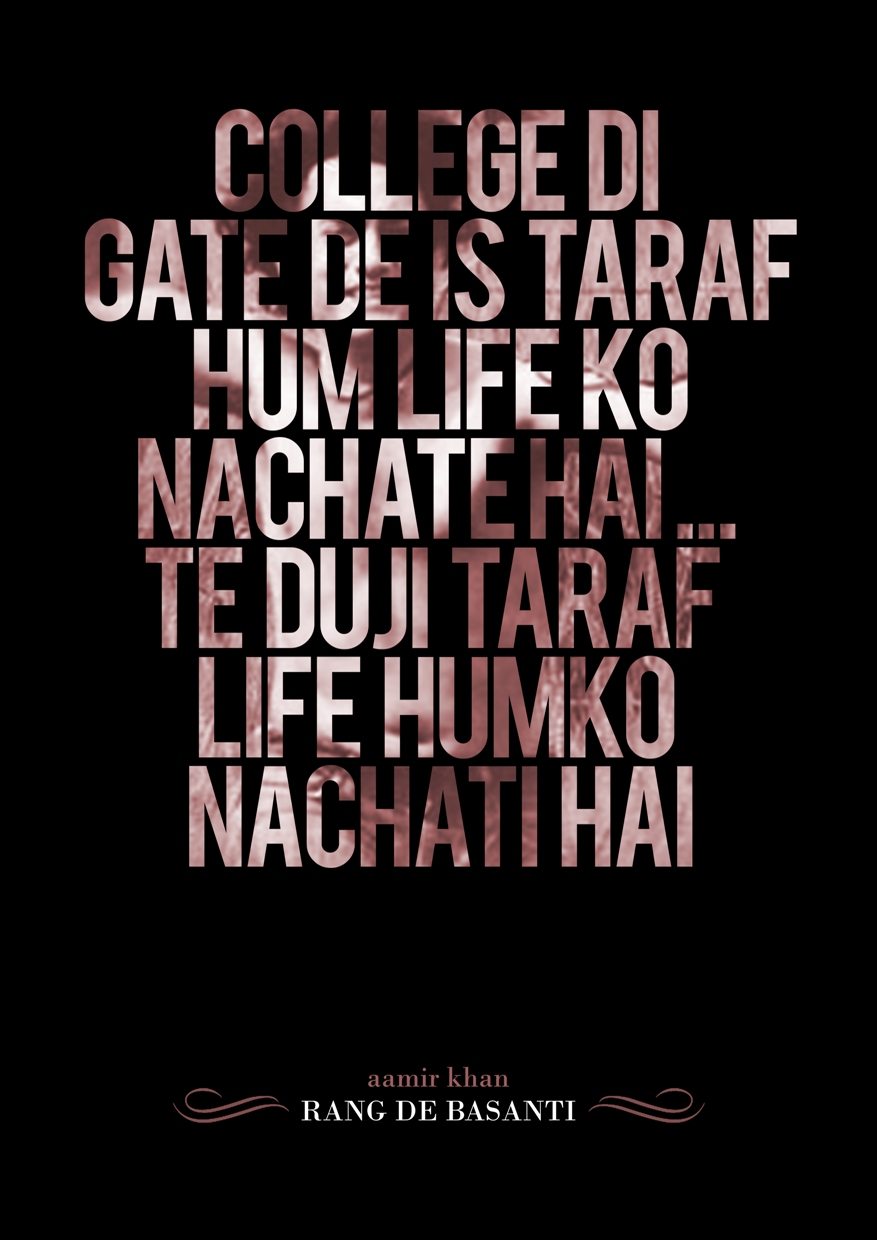 COLLEGE DI
GATE DE IS TARAF
HUM LIFE KO
NACHATE HAI...
TE DUJI TARAF
LIFE HUMKO
NACHATI HAI
aamir khan
RANG DE BASANTI